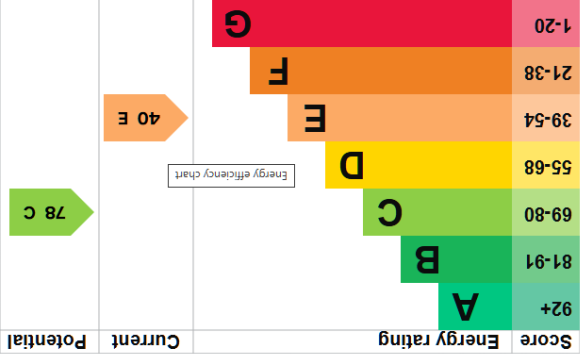 Score Energy rating Current Potential
92+ A
81-91 B
69-80 C 78 C
55-68 D
Energy efficiency chart
39-54 E 40 E
21-38 F
1-20 G